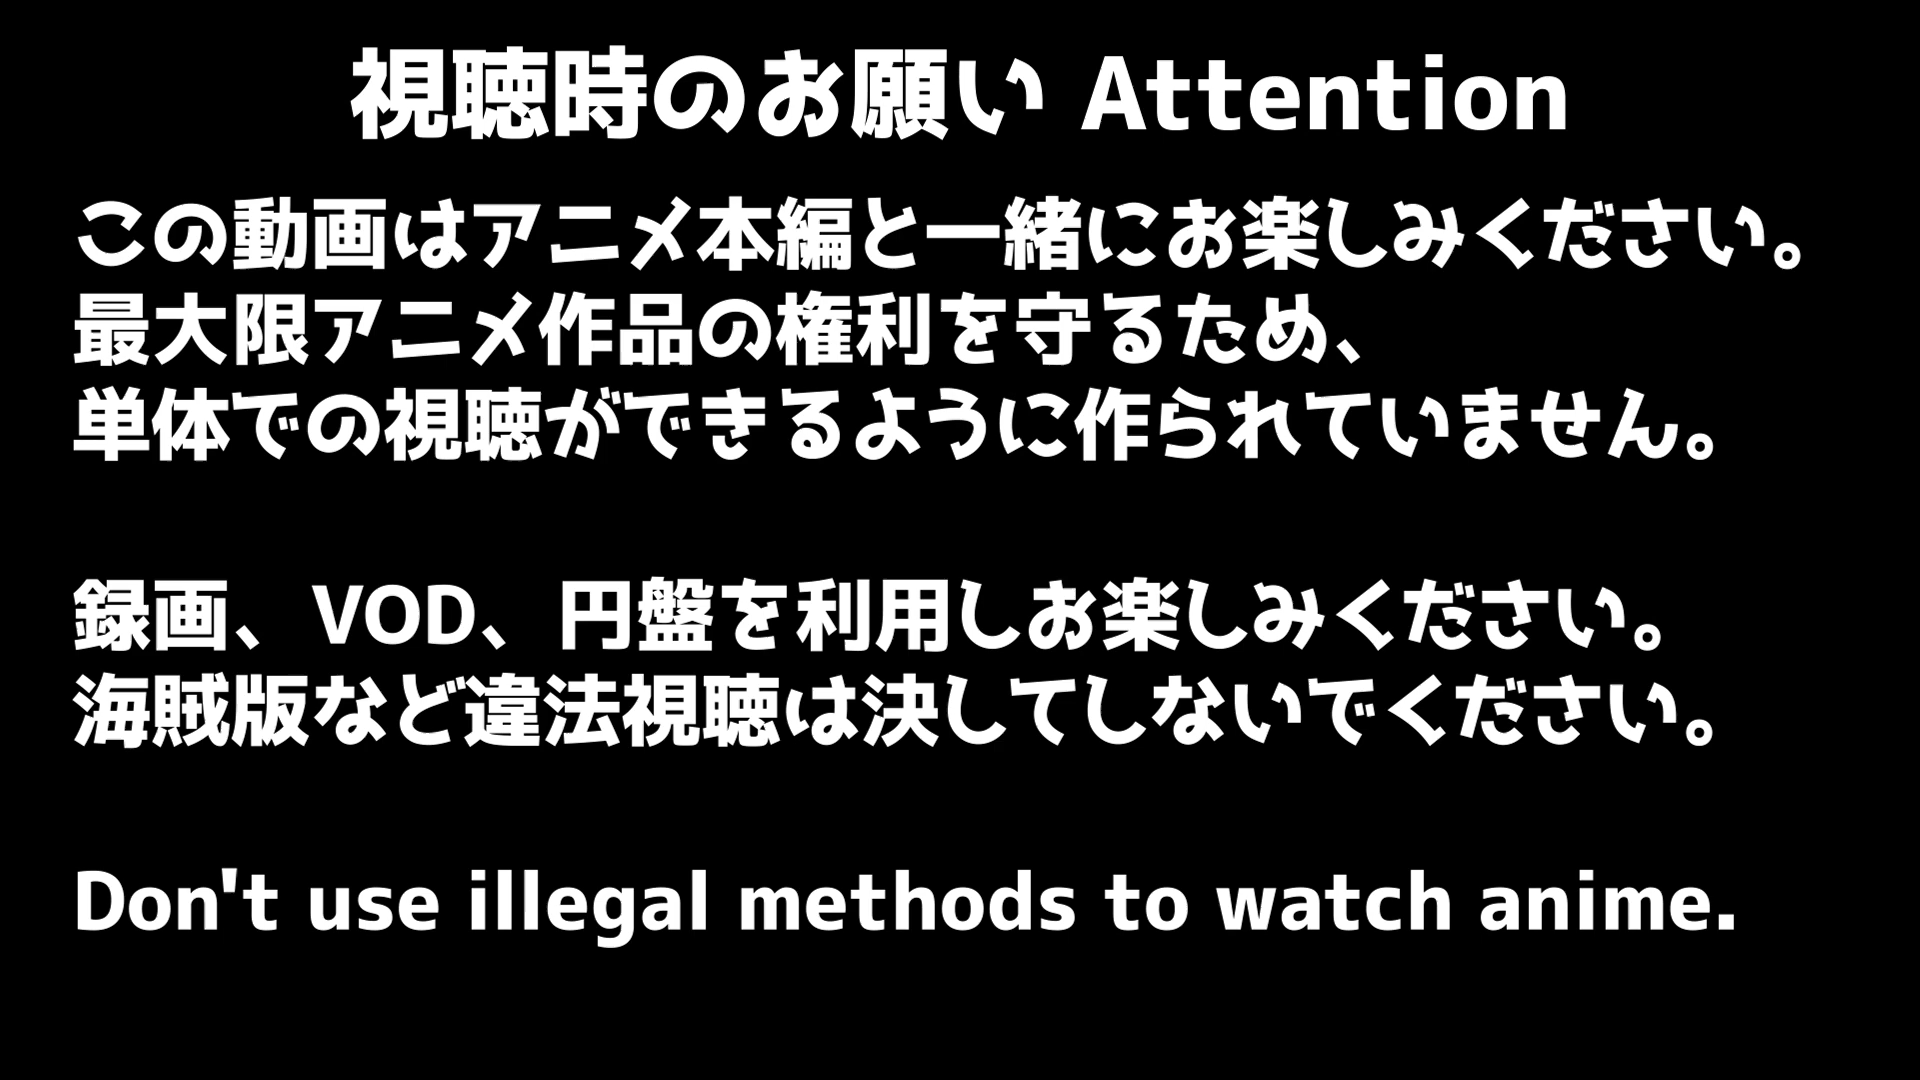 視聴時のお願い Attention
この動画はアニメ本編と一緒にお楽しみください。
最大限アニメ作品の権利を守るため、
単体での視聴ができるように作られていません。
録画、VOD、円盤を利用しお楽しみください。
海賊版など違法視聴は決してしないでください。
Don't use illegal methods to watch anime.